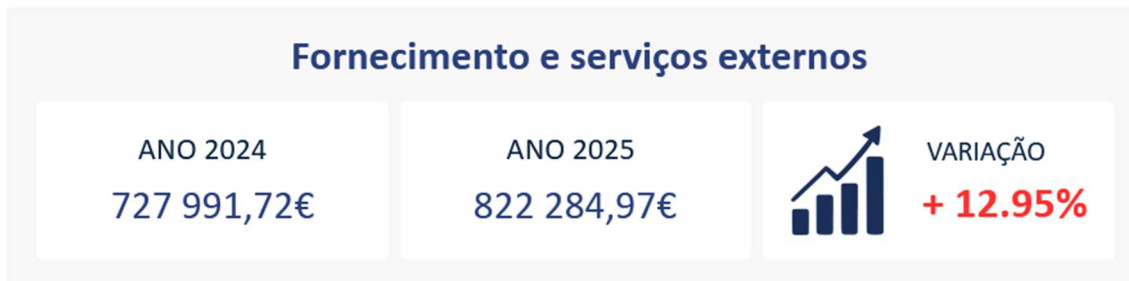 Fornecimento e serviços externos
ANO 2024
727 991,72€
ANO 2025
822 284,97€
VARIAÇÃO
+ 12.95%